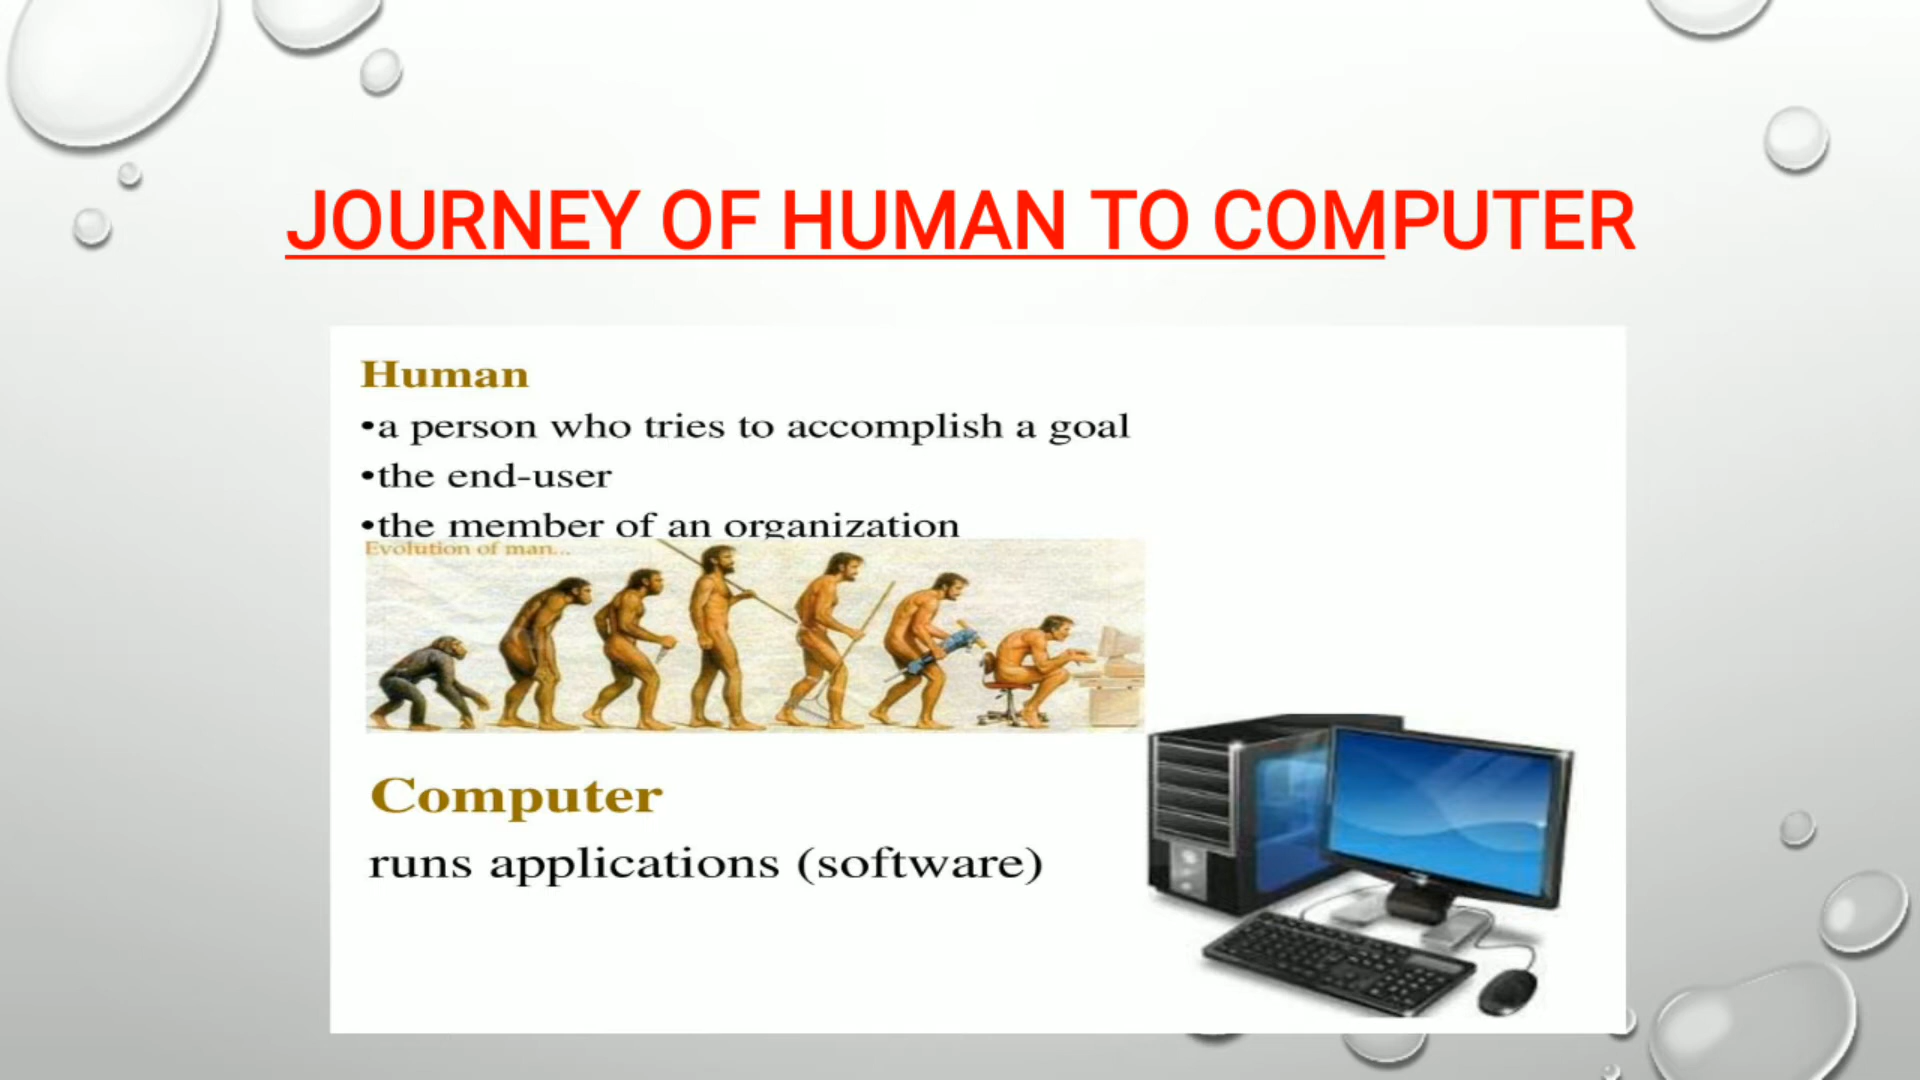 JOURNEY OF HUMAN TO COMPUTER
Human
•a person who tries to accomplish a goal
•the end-user
•the member of an organization
Evolution of man...
Computer
runs applications (software)